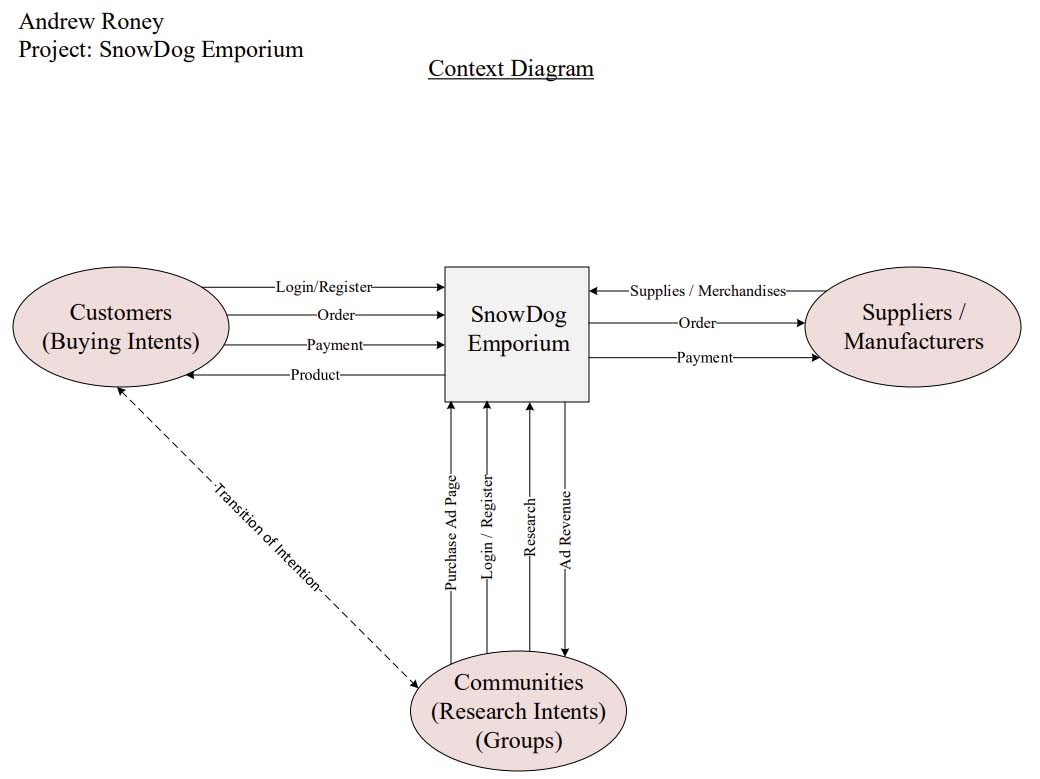 Andrew Roney
Project: SnowDog Emporium
Context Diagram
Customers
(Buying Intents)
Login/Register
Order
Payment
Product
SnowDog
Emporium
Supplies / Merchandises
Order
Payment
Suppliers /
Manufacturers
Transition of Intention
Purchase Ad Page
Login / Register
Research
Ad Revenue
Communities
(Research Intents)
(Groups)